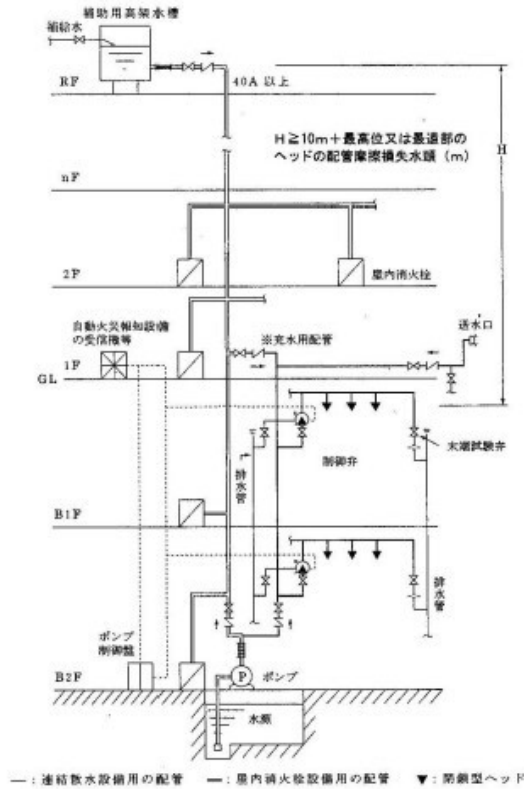 補助用高架水槽
補給水
RF
40A 以上
H≧10m＋最高位又は最遠部の
ヘッドの配管摩擦損失水頭（m）
H
nF
2F
屋内消火栓
自動火災報知設備
の受信機等
※充水用配管
送水口
1F
GL
排水管
制御弁
末端試験弁
B1F
排水管
ポンプ
制御盤
P
ポンプ
B2F
水源
―：連結散水設備用の配管 ━：屋内消火栓設備用の配管 ▼：閉鎖型ヘッド